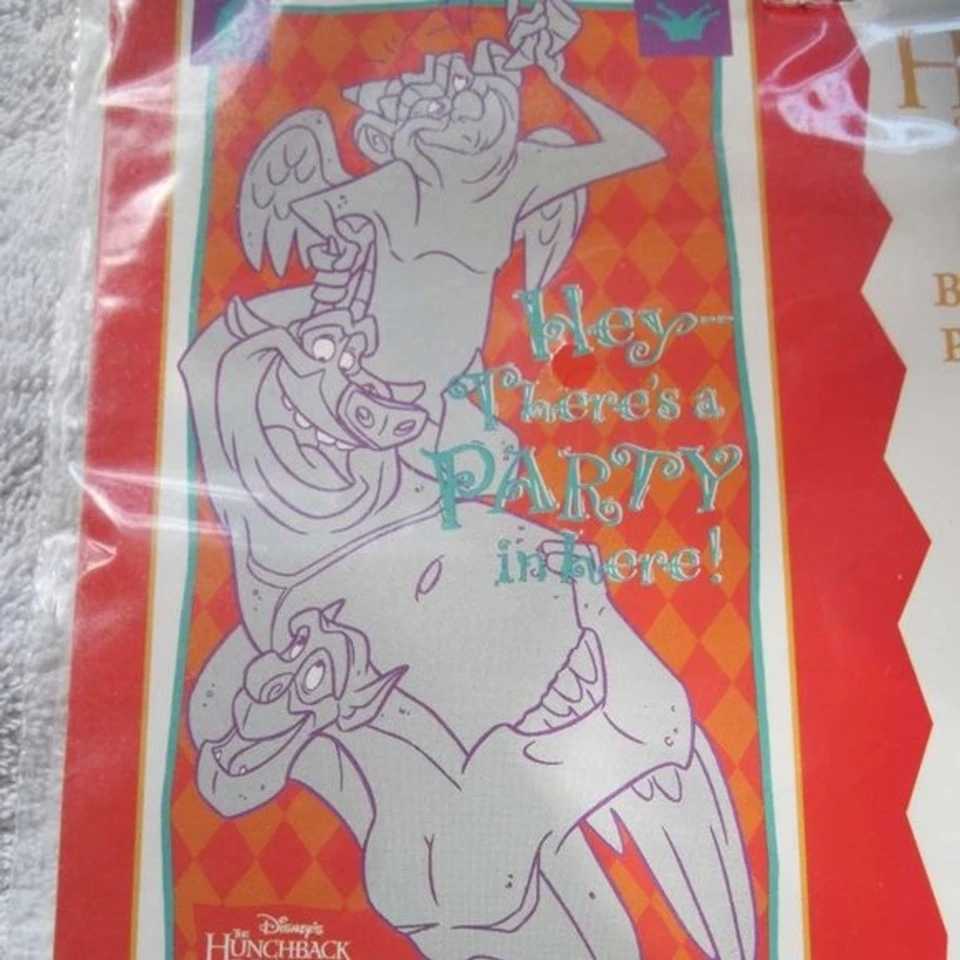 Hey—
There's a
PARTY
in here!
Disney's
THE
HUNCHBACK
H
B
B